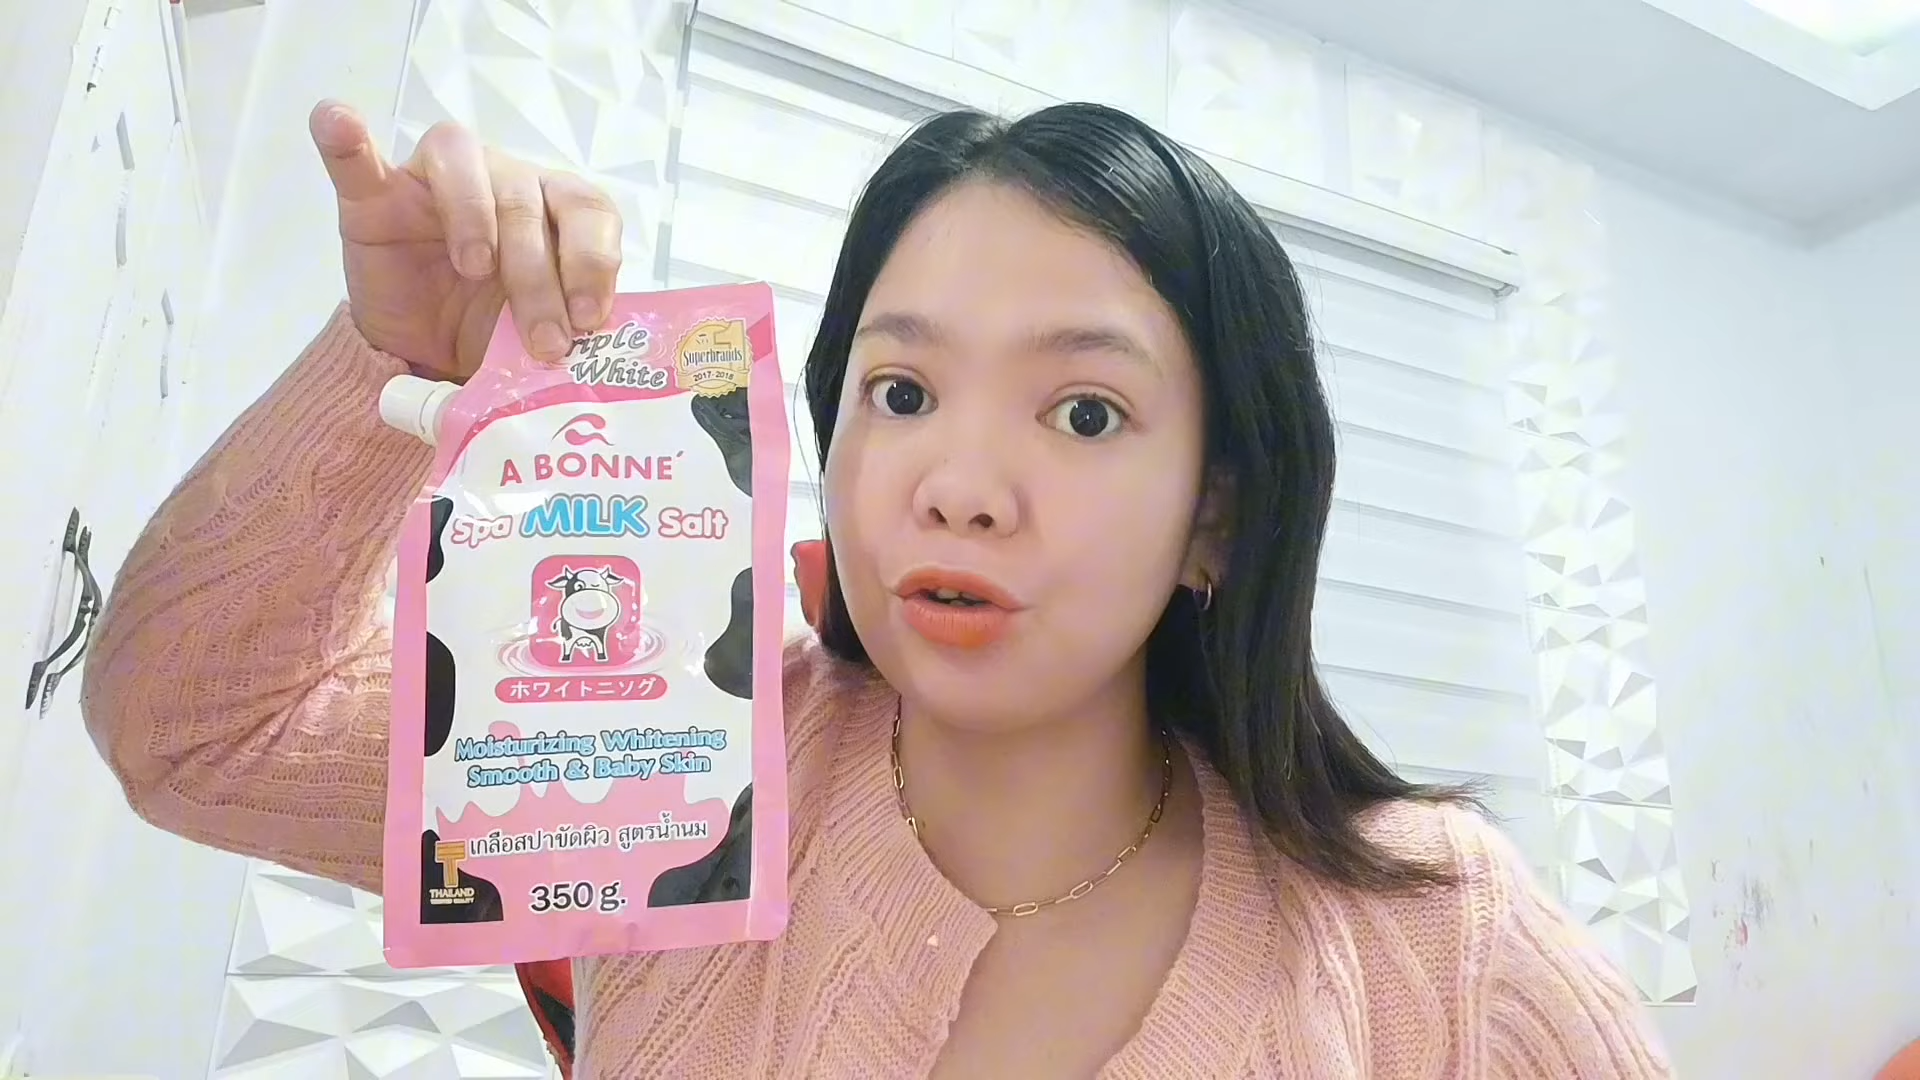 riple
White
Superbrands
2017-2018
A BONNE´
Spa MILK Salt
ホワイトニソグ
Moisturizing Whitening
Smooth & Baby Skin
เกลือสปาขัดผิว สูตรน้ำนม
THAILAND
350 g.